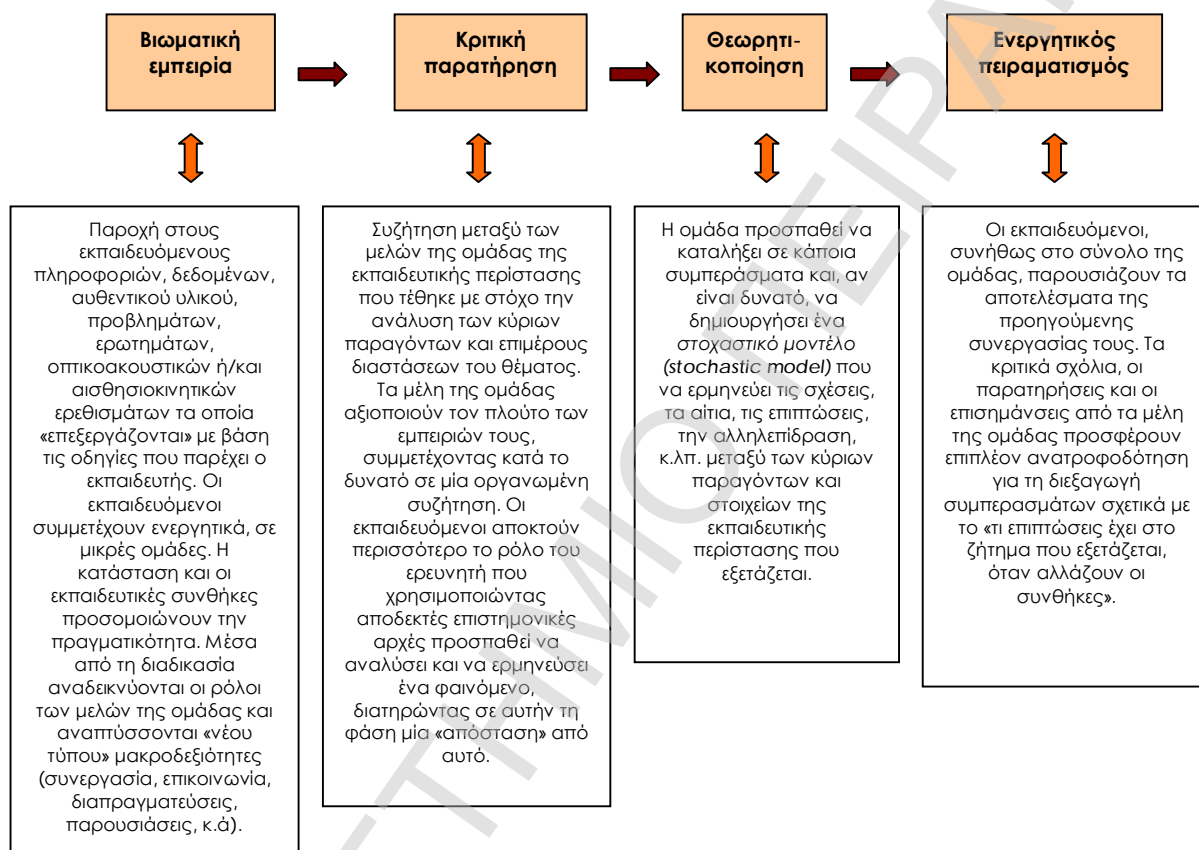 Βιωματική
εμπειρία
Κριτική
παρατήρηση
Θεωρητι-
κοποίηση
Ενεργητικός
πειραματισμός
Παροχή στους
εκπαιδευόμενους
πληροφοριών, δεδομένων,
αυθεντικού υλικού,
προβλημάτων,
ερωτημάτων,
οπτικοακουστικών ή/και
αισθησιοκινητικών
ερεθισμάτων τα οποία
«επεξεργάζονται» με βάση
τις οδηγίες που παρέχει ο
εκπαιδευτής. Οι
εκπαιδευόμενοι
συμμετέχουν ενεργητικά, σε
μικρές ομάδες. Η
κατάσταση και οι
εκπαιδευτικές συνθήκες
προσομοιώνουν την
πραγματικότητα. Μέσα
από τη διαδικασία
αναδεικνύονται οι ρόλοι
των μελών της ομάδας και
αναπτύσσονται «νέου
τύπου» μακροδεξιότητες
(συνεργασία, επικοινωνία,
διαπραγματεύσεις,
παρουσιάσεις, κ.ά).
Συζήτηση μεταξύ των
μελών της ομάδας της
εκπαιδευτικής περίστασης
που τέθηκε με στόχο την
ανάλυση των κύριων
παραγόντων και επιμέρους
διαστάσεων του θέματος.
Τα μέλη της ομάδας
αξιοποιούν τον πλούτο των
εμπειριών τους,
συμμετέχοντας κατά το
δυνατό σε μία οργανωμένη
συζήτηση. Οι
εκπαιδευόμενοι αποκτούν
περισσότερο το ρόλο του
ερευνητή που
χρησιμοποιώντας
αποδεκτές επιστημονικές
αρχές προσπαθεί να
αναλύσει και να ερμηνεύσει
ένα φαινόμενο,
διατηρώντας σε αυτήν τη
φάση μία «απόσταση» από
αυτό.
Η ομάδα προσπαθεί να
καταλήξει σε κάποια
συμπεράσματα και, αν
είναι δυνατό, να
δημιουργήσει ένα
στοχαστικό μοντέλο
(stochastic model) που
να ερμηνεύει τις σχέσεις,
τα αίτια, τις επιπτώσεις,
την αλληλεπίδραση,
κ.λπ. μεταξύ των κύριων
παραγόντων και
στοιχείων της
εκπαιδευτικής
περίστασης που
εξετάζεται.
Οι εκπαιδευόμενοι,
συνήθως στο σύνολο της
ομάδας, παρουσιάζουν τα
αποτελέσματα της
προηγούμενης
συνεργασίας τους. Τα
κριτικά σχόλια, οι
παρατηρήσεις και οι
επισημάνσεις από τα μέλη
της ομάδας προσφέρουν
επιπλέον ανατροφοδότηση
για τη διεξαγωγή
συμπερασμάτων σχετικά με
το «τι επιπτώσεις έχει στο
ζήτημα που εξετάζεται,
όταν αλλάζουν οι
συνθήκες».